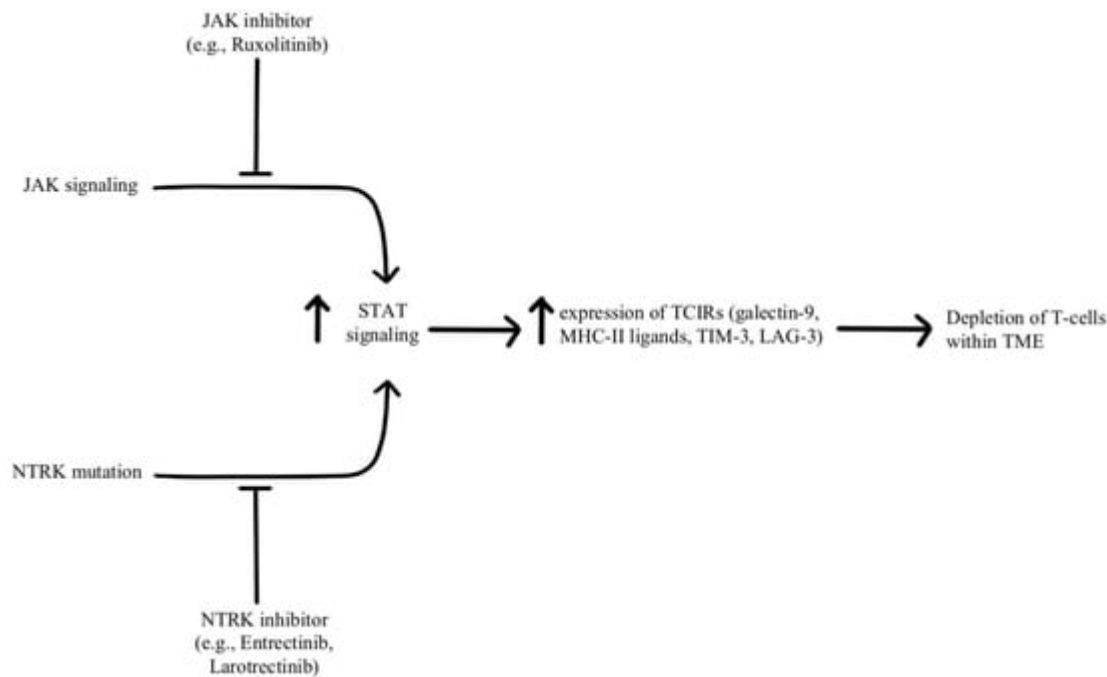 JAK inhibitor
(e.g., Ruxolitinib)
JAK signaling
STAT
signaling
expression of TCIRs (galectin-9,
MHC-II ligands, TIM-3, LAG-3)
Depletion of T-cells
within TME
NTRK mutation
NTRK inhibitor
(e.g., Entrectinib,
Larotrectinib)